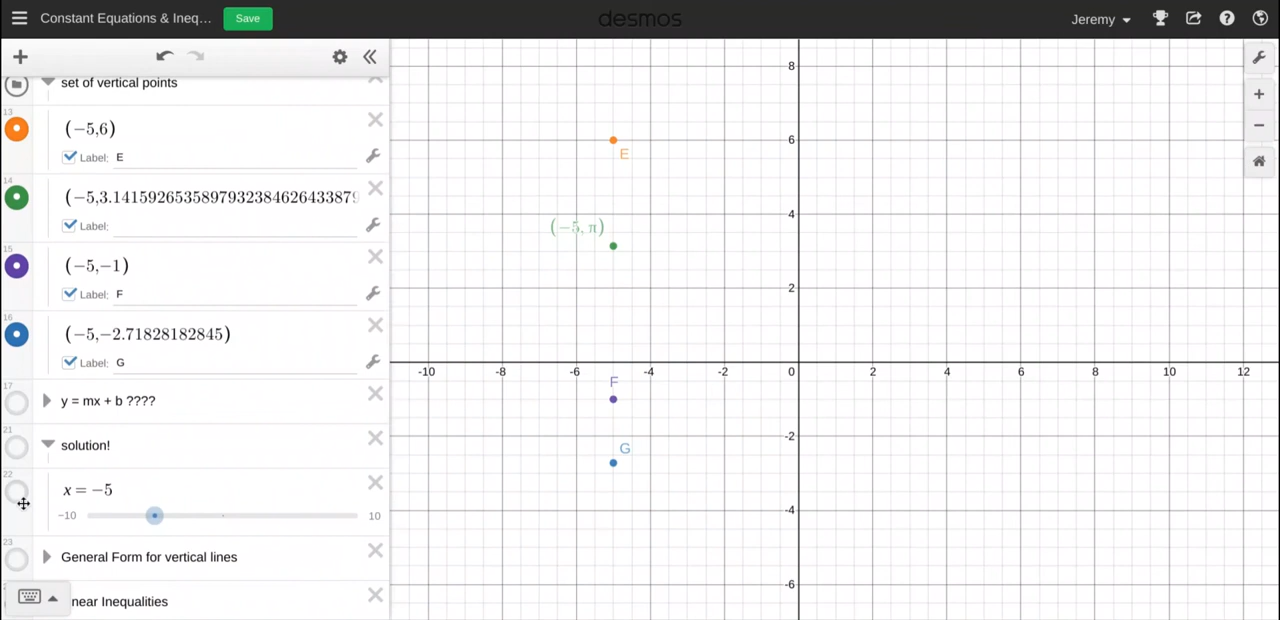 Constant Equations & Ineq...
Save
desmos
Jeremy
set of vertical points
13
(−5,6)
Label: E
14
(−5,3.1415926535897932384626433879
Label:
15
(−5,−1)
Label: F
16
(−5,−2.71828182845)
Label: G
17
y = mx + b ????
21
solution!
22
x = −5
−10
10
23
General Form for vertical lines
near Inequalities
8
6
E
(−5, π)
4
2
-10 -8 -6 -4 -2 0 2 4 6 8 10 12
F
-2
G
-4
-6